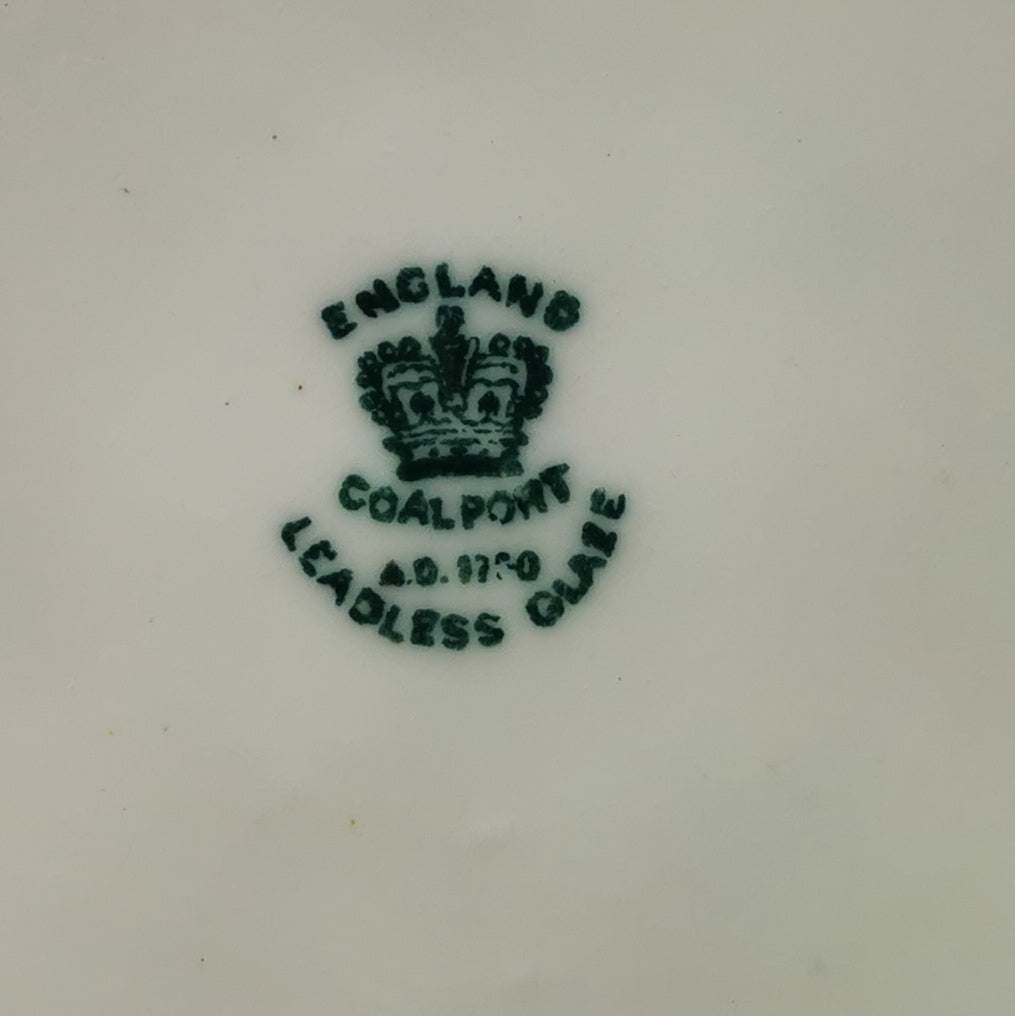 ENGLAND
COALPORT
A.D. 1750
LEADLESS GLAZE